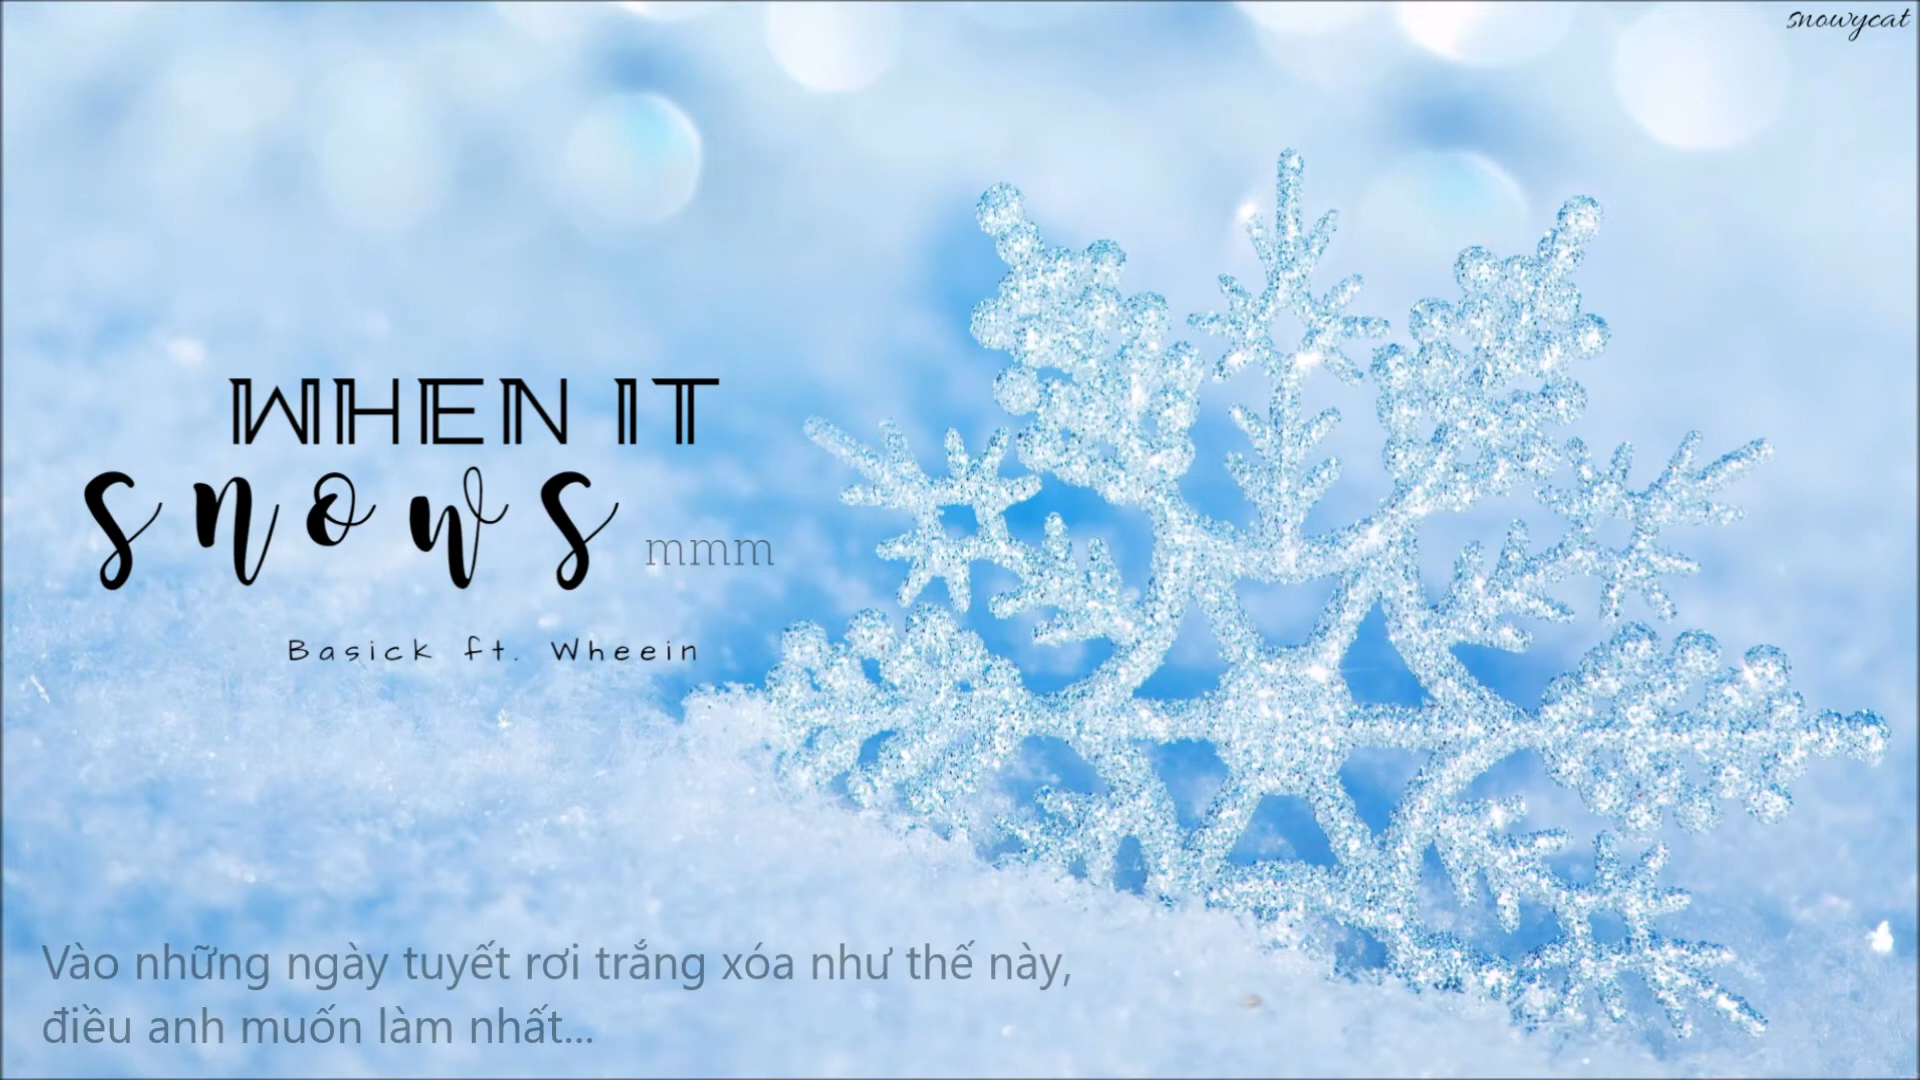 snowycat
WHEN IT
snows
mmm
Basick ft. Wheein
Vào những ngày tuyết rơi trắng xóa như thế này,
điều anh muốn làm nhất...